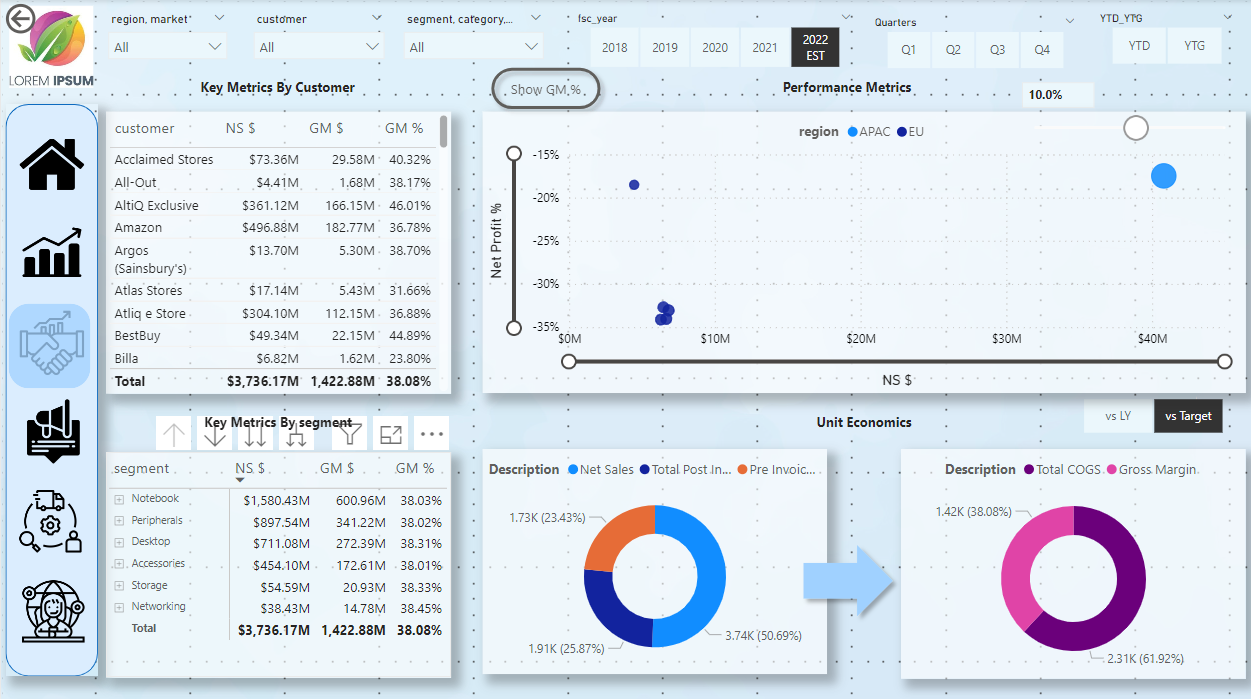 region, market
customer
segment, category,...
fsc_year
Quarters
YTD_YTG
All
All
All
2018
2019
2020
2021
2022
EST
Q1
Q2
Q3
Q4
YTD
YTG
LOREM IPSUM
Key Metrics By Customer
Show GM %
Performance Metrics
10.0%
customer NS $ GM $ GM %
Acclaimed Stores $73.36M 29.58M 40.32%
All-Out $4.41M 1.68M 38.17%
AltiQ Exclusive $361.12M 166.15M 46.01%
Amazon $496.88M 182.77M 36.78%
Argos $13.70M 5.30M 38.70%
(Sainsbury's)
Atlas Stores $17.14M 5.43M 31.66%
Atliq e Store $304.10M 112.15M 36.88%
BestBuy $49.34M 22.15M 44.89%
Billa $6.82M 1.62M 23.80%
Total $3,736.17M 1,422.88M 38.08%
region APAC EU
Net Profit %
-15%
-20%
-25%
-30%
-35%
$0M $10M $20M $30M $40M
NS $
Key Metrics By segment
segment NS $ GM $ GM %
Notebook $1,580.43M 600.96M 38.03%
Peripherals $897.54M 341.22M 38.02%
Desktop $711.08M 272.39M 38.31%
Accessories $454.10M 172.61M 38.01%
Storage $54.59M 20.93M 38.33%
Networking $38.43M 14.78M 38.45%
Total $3,736.17M 1,422.88M 38.08%
Unit Economics
vs LY
vs Target
Description Net Sales Total Post In... Pre Invoic...
1.73K (23.43%)
1.91K (25.87%)
3.74K (50.69%)
Description Total COGS Gross Margin
1.42K (38.08%)
2.31K (61.92%)